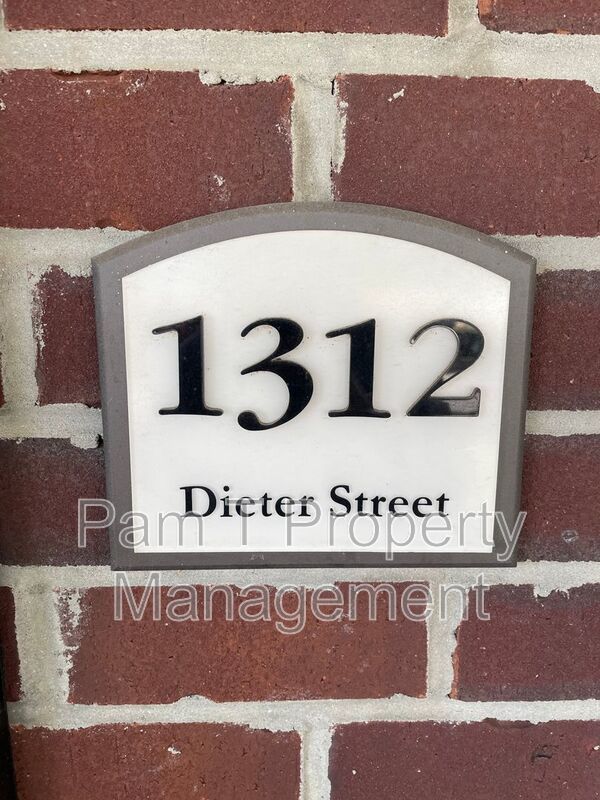 1312
Dieter Street
Pam T Property
Management